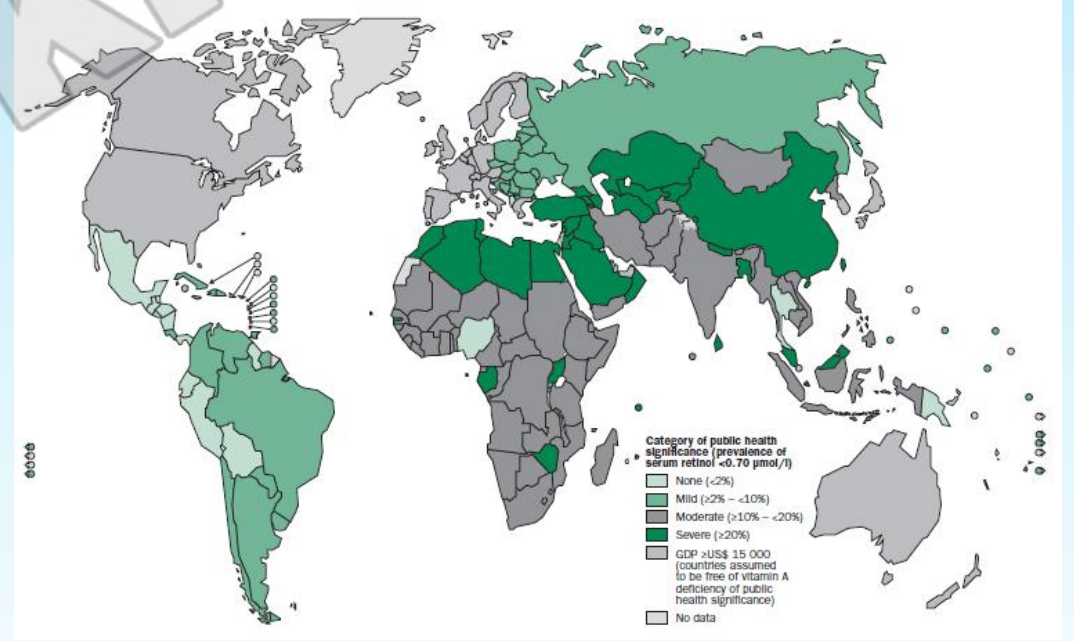 Category of public health
significance (prevalence of
serum retinol <0.70 µmol/l)
None (<2%)
Mild (≥2% – <10%)
Moderate (≥10% – <20%)
Severe (≥20%)
GDP ≥US$ 15 000
(countries assumed
to be free of vitamin A
deficiency of public
health significance)
No data